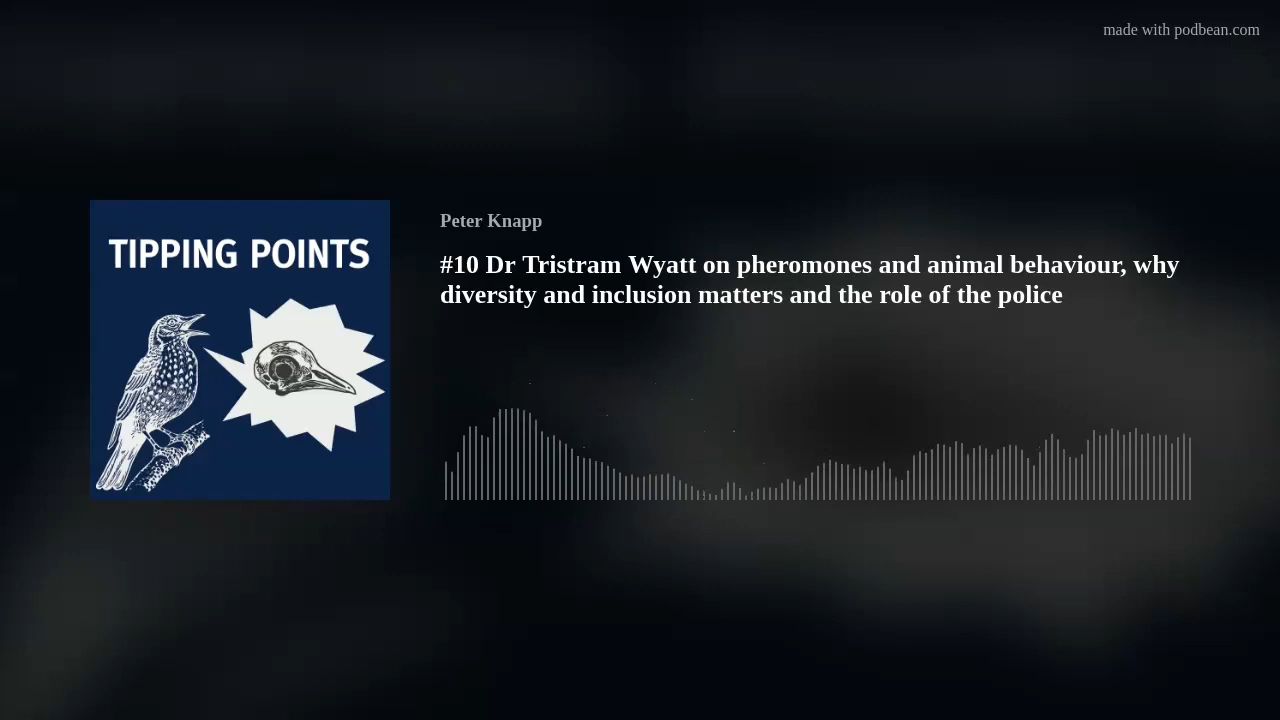 made with podbean.com
TIPPING POINTS
Peter Knapp
#10 Dr Tristram Wyatt on pheromones and animal behaviour, why
diversity and inclusion matters and the role of the police